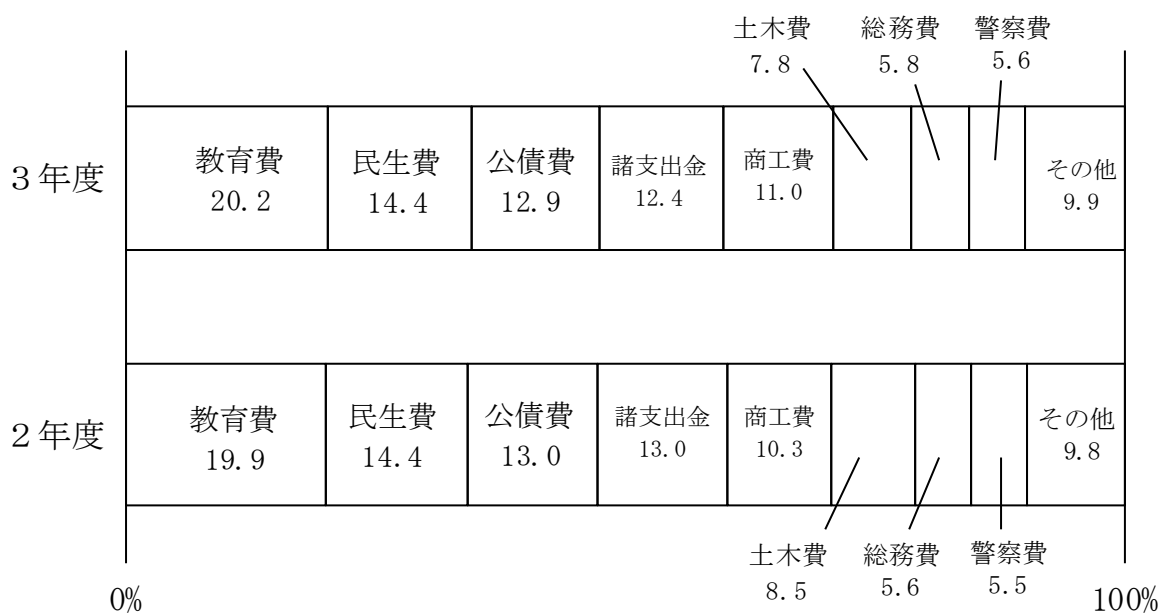 土木費 総務費 警察費
7.8 5.8 5.6
3年度
教育費 民生費 公債費 諸支出金 商工費 その他
20.2 14.4 12.9 12.4 11.0 9.9
2年度
教育費 民生費 公債費 諸支出金 商工費 その他
19.9 14.4 13.0 13.0 10.3 9.8
土木費 総務費 警察費
8.5 5.6 5.5
0% 100%